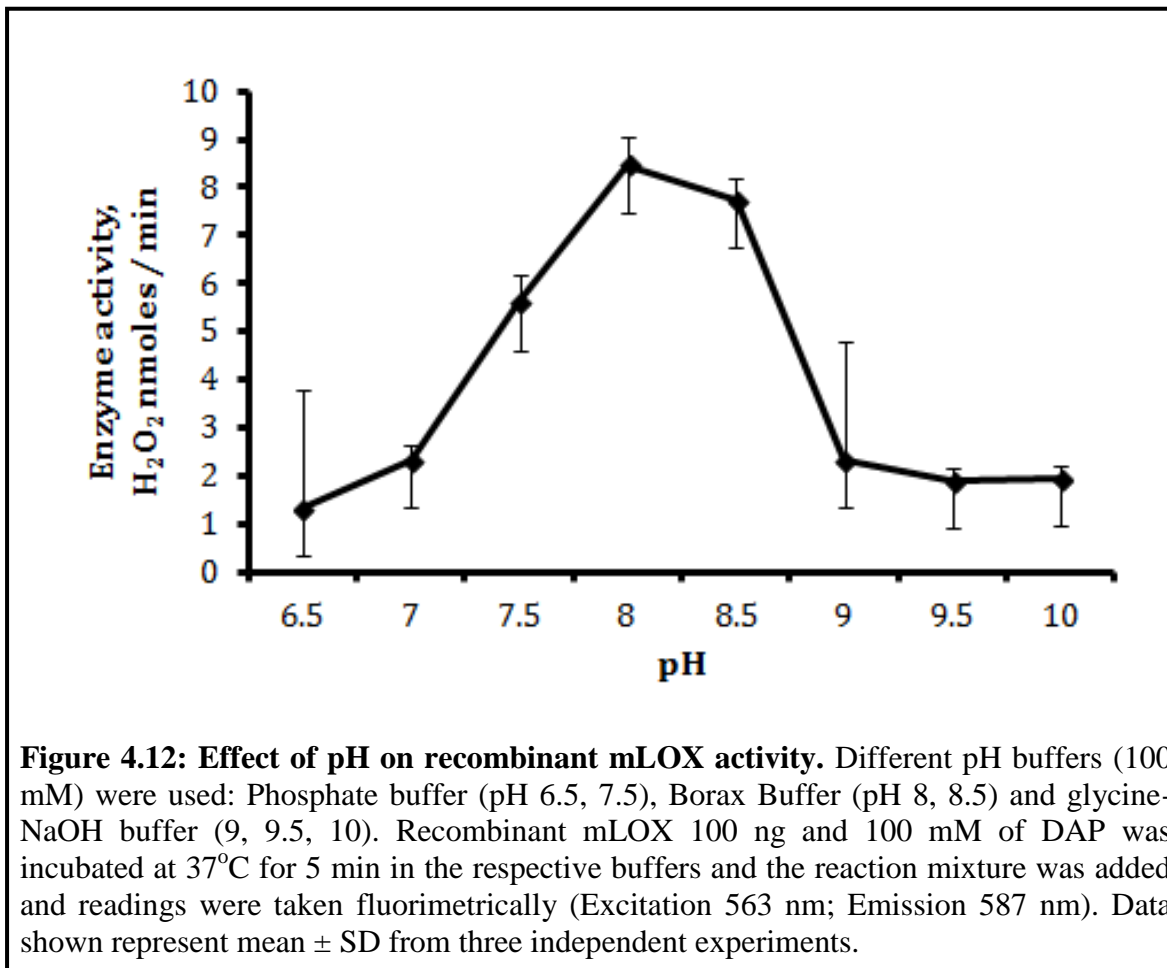 10
9
8
7
6
5
4
3
2
1
0
Enzyme activity,
H₂O₂ nmoles / min
6.5 7 7.5 8 8.5 9 9.5 10
pH
Figure 4.12: Effect of pH on recombinant mLOX activity. Different pH buffers (100
mM) were used: Phosphate buffer (pH 6.5, 7.5), Borax Buffer (pH 8, 8.5) and glycine-
NaOH buffer (9, 9.5, 10). Recombinant mLOX 100 ng and 100 mM of DAP was
incubated at 37°C for 5 min in the respective buffers and the reaction mixture was added
and readings were taken fluorimetrically (Excitation 563 nm; Emission 587 nm). Data
shown represent mean ± SD from three independent experiments.